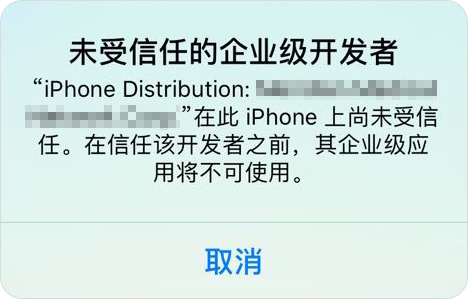 未受信任的企业级开发者
“iPhone Distribution:
”在此 iPhone 上尚未受信
任。在信任该开发者之前，其企业级应
用将不可使用。
取消